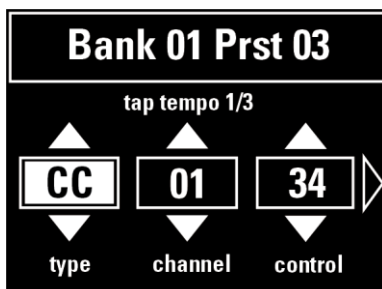 Bank 01 Prst 03
tap tempo 1/3
CC 01 34
type channel control